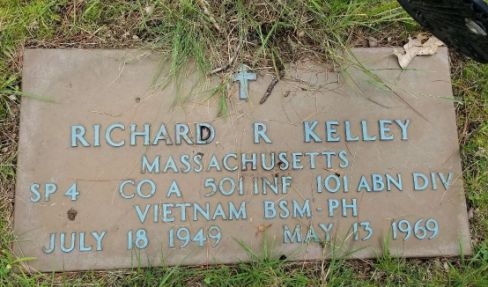 RICHARD R KELLEY
MASSACHUSETTS
SP4 CO A 501 INF 101 ABN DIV
VIETNAM BSM-PH
JULY 18 1949 MAY 13 1969